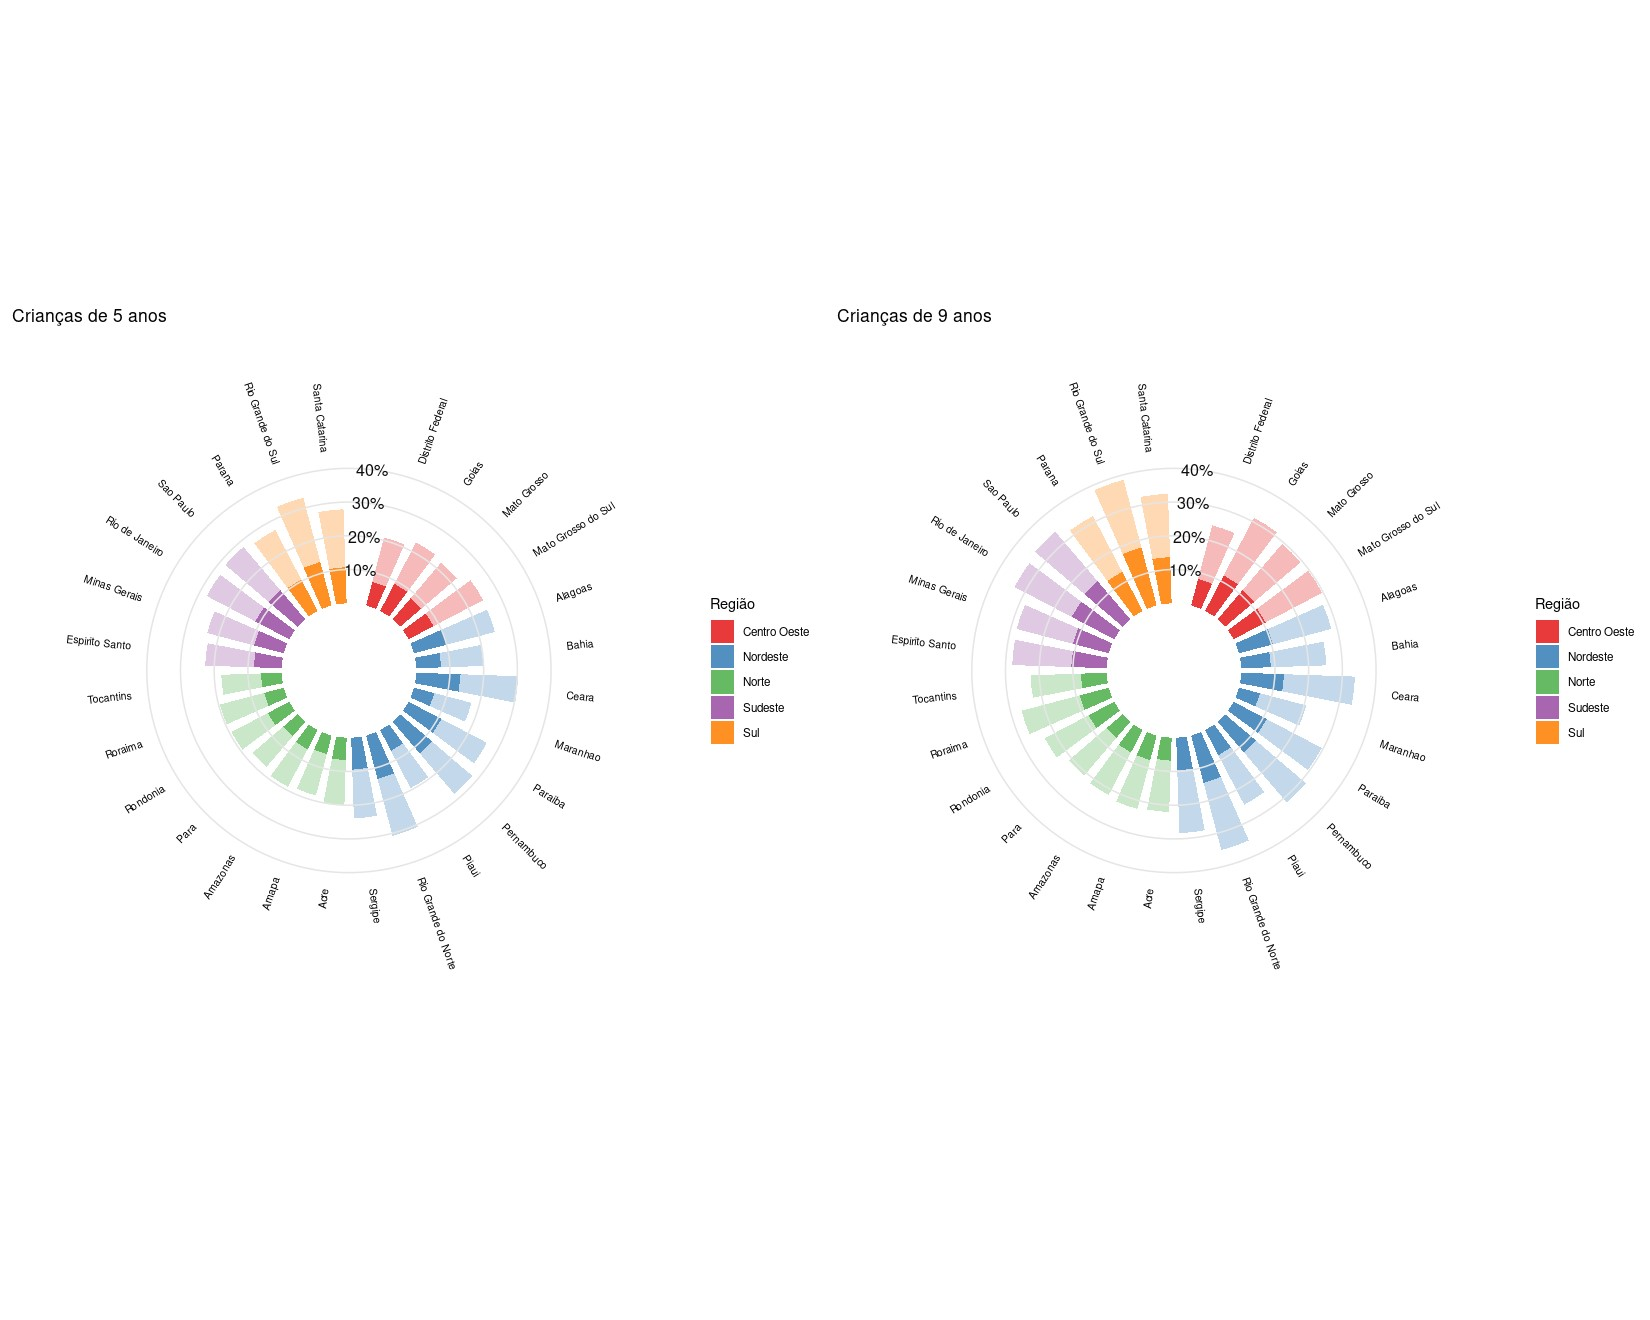 Crianças de 5 anos
Santa Catarina
Rio Grande do Sul
Parana
Sao Paulo
Rio de Janeiro
Minas Gerais
Espirito Santo
Tocantins
Roraima
Rondonia
Para
Amazonas
Amapa
Acre
Sergipe
Rio Grande do Norte
Piaui
Pernambuco
Paraiba
Maranhao
Ceara
Bahia
Alagoas
Mato Grosso do Sul
Mato Grosso
Goias
Distrito Federal
40%
30%
20%
10%
Região
Centro Oeste
Nordeste
Norte
Sudeste
Sul
Crianças de 9 anos
Santa Catarina
Rio Grande do Sul
Parana
Sao Paulo
Rio de Janeiro
Minas Gerais
Espirito Santo
Tocantins
Roraima
Rondonia
Para
Amazonas
Amapa
Acre
Sergipe
Rio Grande do Norte
Piaui
Pernambuco
Paraiba
Maranhao
Ceara
Bahia
Alagoas
Mato Grosso do Sul
Mato Grosso
Goias
Distrito Federal
40%
30%
20%
10%
Região
Centro Oeste
Nordeste
Norte
Sudeste
Sul